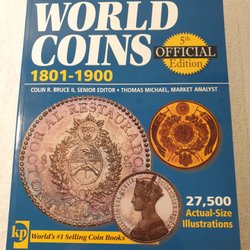 WORLD
COINS
1801-1900
5th
OFFICIAL
Edition
COLIN R. BRUCE II, SENIOR EDITOR • THOMAS MICHAEL, MARKET ANALYST
27,500
Actual-Size
Illustrations
kp
World's #1 Selling Coin Books